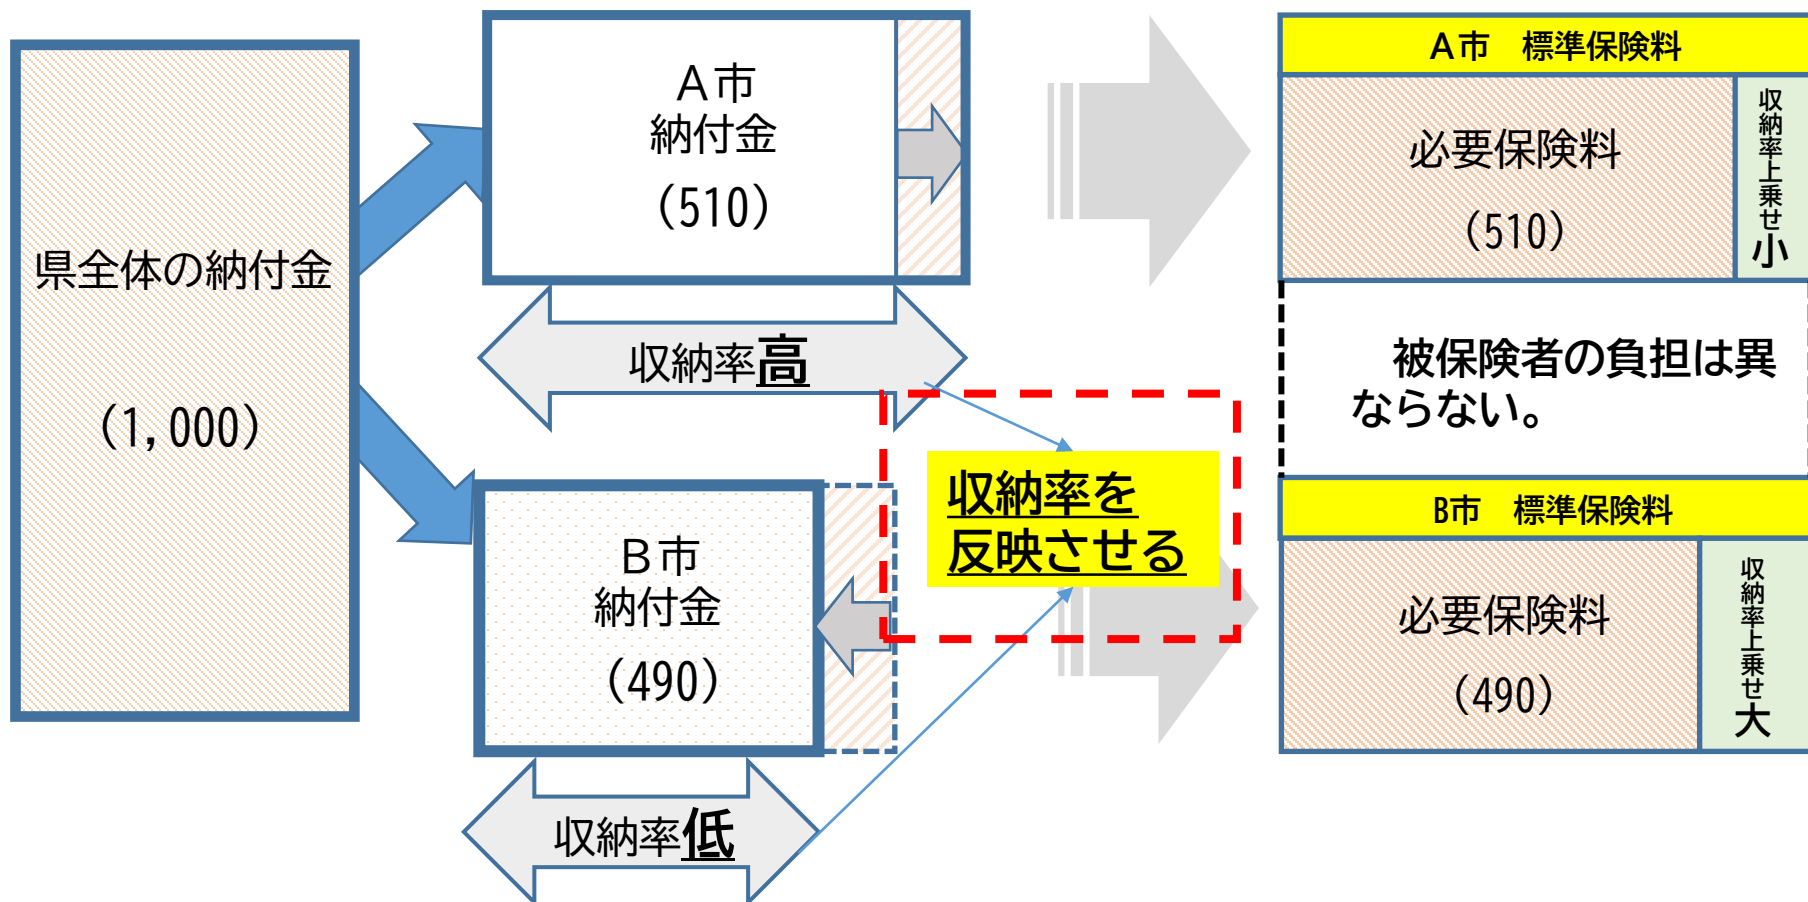 県全体の納付金
(1,000)
A市
納付金
(510)
収納率高
B市
納付金
(490)
収納率低
収納率を
反映させる
A市 標準保険料
必要保険料
(510)
収納率上乗せ小
被保険者の負担は異
ならない。
B市 標準保険料
必要保険料
(490)
収納率上乗せ大